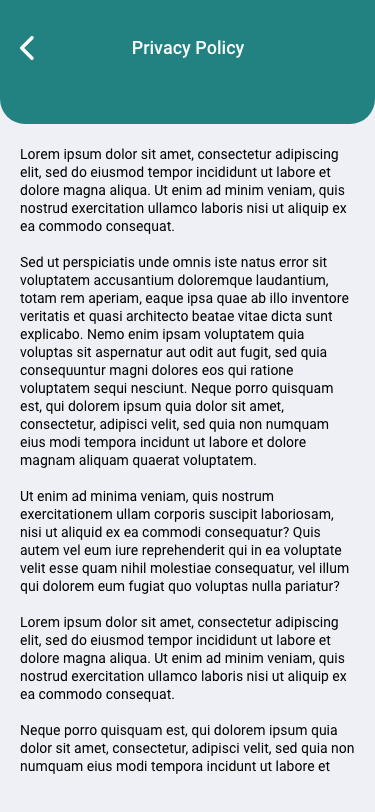 Privacy Policy
Lorem ipsum dolor sit amet, consectetur adipiscing
elit, sed do eiusmod tempor incididunt ut labore et
dolore magna aliqua. Ut enim ad minim veniam, quis
nostrud exercitation ullamco laboris nisi ut aliquip ex
ea commodo consequat.
Sed ut perspiciatis unde omnis iste natus error sit
voluptatem accusantium doloremque laudantium,
totam rem aperiam, eaque ipsa quae ab illo inventore
veritatis et quasi architecto beatae vitae dicta sunt
explicabo. Nemo enim ipsam voluptatem quia
voluptas sit aspernatur aut odit aut fugit, sed quia
consequuntur magni dolores eos qui ratione
voluptatem sequi nesciunt. Neque porro quisquam
est, qui dolorem ipsum quia dolor sit amet,
consectetur, adipisci velit, sed quia non numquam
eius modi tempora incidunt ut labore et dolore
magnam aliquam quaerat voluptatem.
Ut enim ad minima veniam, quis nostrum
exercitationem ullam corporis suscipit laboriosam,
nisi ut aliquid ex ea commodi consequatur? Quis
autem vel eum iure reprehenderit qui in ea voluptate
velit esse quam nihil molestiae consequatur, vel illum
qui dolorem eum fugiat quo voluptas nulla pariatur?
Lorem ipsum dolor sit amet, consectetur adipiscing
elit, sed do eiusmod tempor incididunt ut labore et
dolore magna aliqua. Ut enim ad minim veniam, quis
nostrud exercitation ullamco laboris nisi ut aliquip ex
ea commodo consequat.
Neque porro quisquam est, qui dolorem ipsum quia
dolor sit amet, consectetur, adipisci velit, sed quia non
numquam eius modi tempora incidunt ut labore et